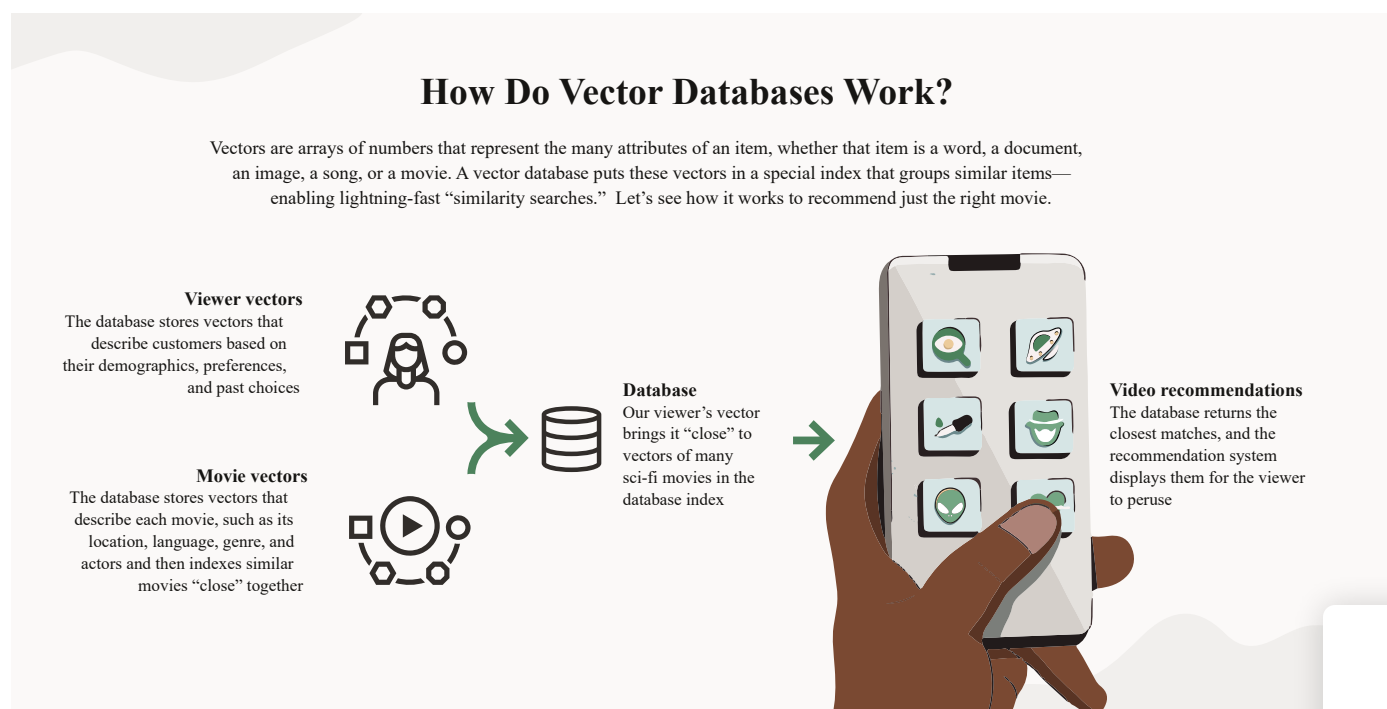 How Do Vector Databases Work?
Vectors are arrays of numbers that represent the many attributes of an item, whether that item is a word, a document,
an image, a song, or a movie. A vector database puts these vectors in a special index that groups similar items—
enabling lightning-fast “similarity searches.”  Let’s see how it works to recommend just the right movie.
Viewer vectors
The database stores vectors that
describe customers based on
their demographics, preferences,
and past choices
Movie vectors
The database stores vectors that
describe each movie, such as its
location, language, genre, and
actors and then indexes similar
movies “close” together
Database
Our viewer’s vector
brings it “close” to
vectors of many
sci-fi movies in the
database index
Video recommendations
The database returns the
closest matches, and the
recommendation system
displays them for the viewer
to peruse